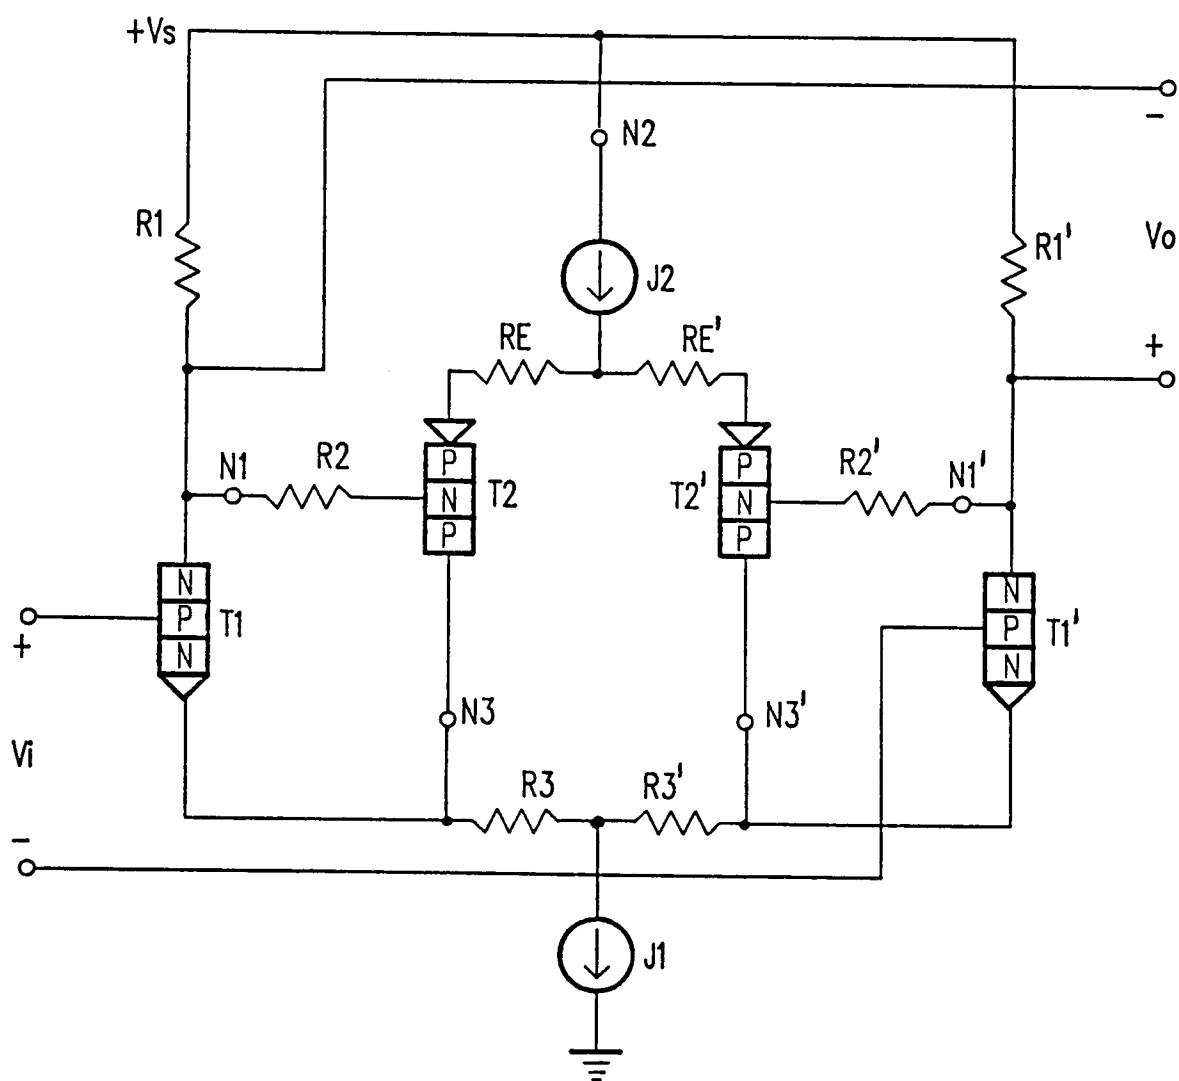 +Vs
−
N2
R1
R1'
Vo
J2
RE
RE'
+
N1
R2
P
N
P
T2
T2'
P
N
P
R2'
N1'
N
P
N
T1
N
P
N
T1'
+
N3
N3'
Vi
R3
R3'
−
J1